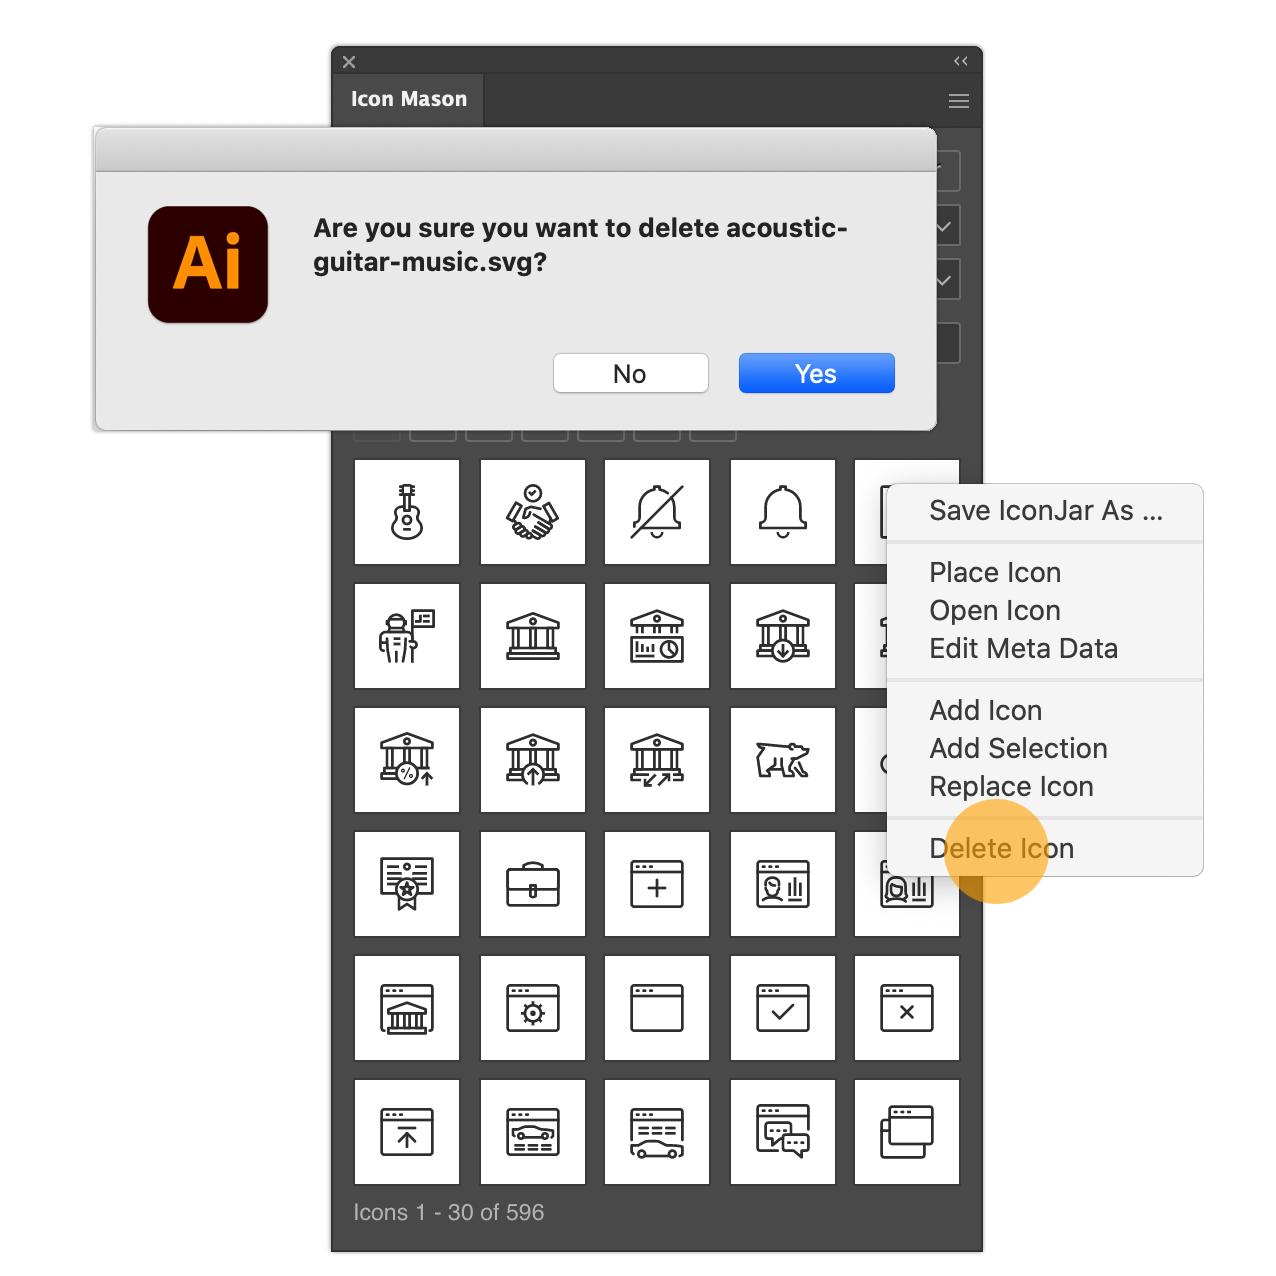 Icon Mason
Ai
Are you sure you want to delete acoustic-
guitar-music.svg?
No
Yes
Save IconJar As ...
Place Icon
Open Icon
Edit Meta Data
Add Icon
Add Selection
Replace Icon
Delete Icon
Icons 1 - 30 of 596